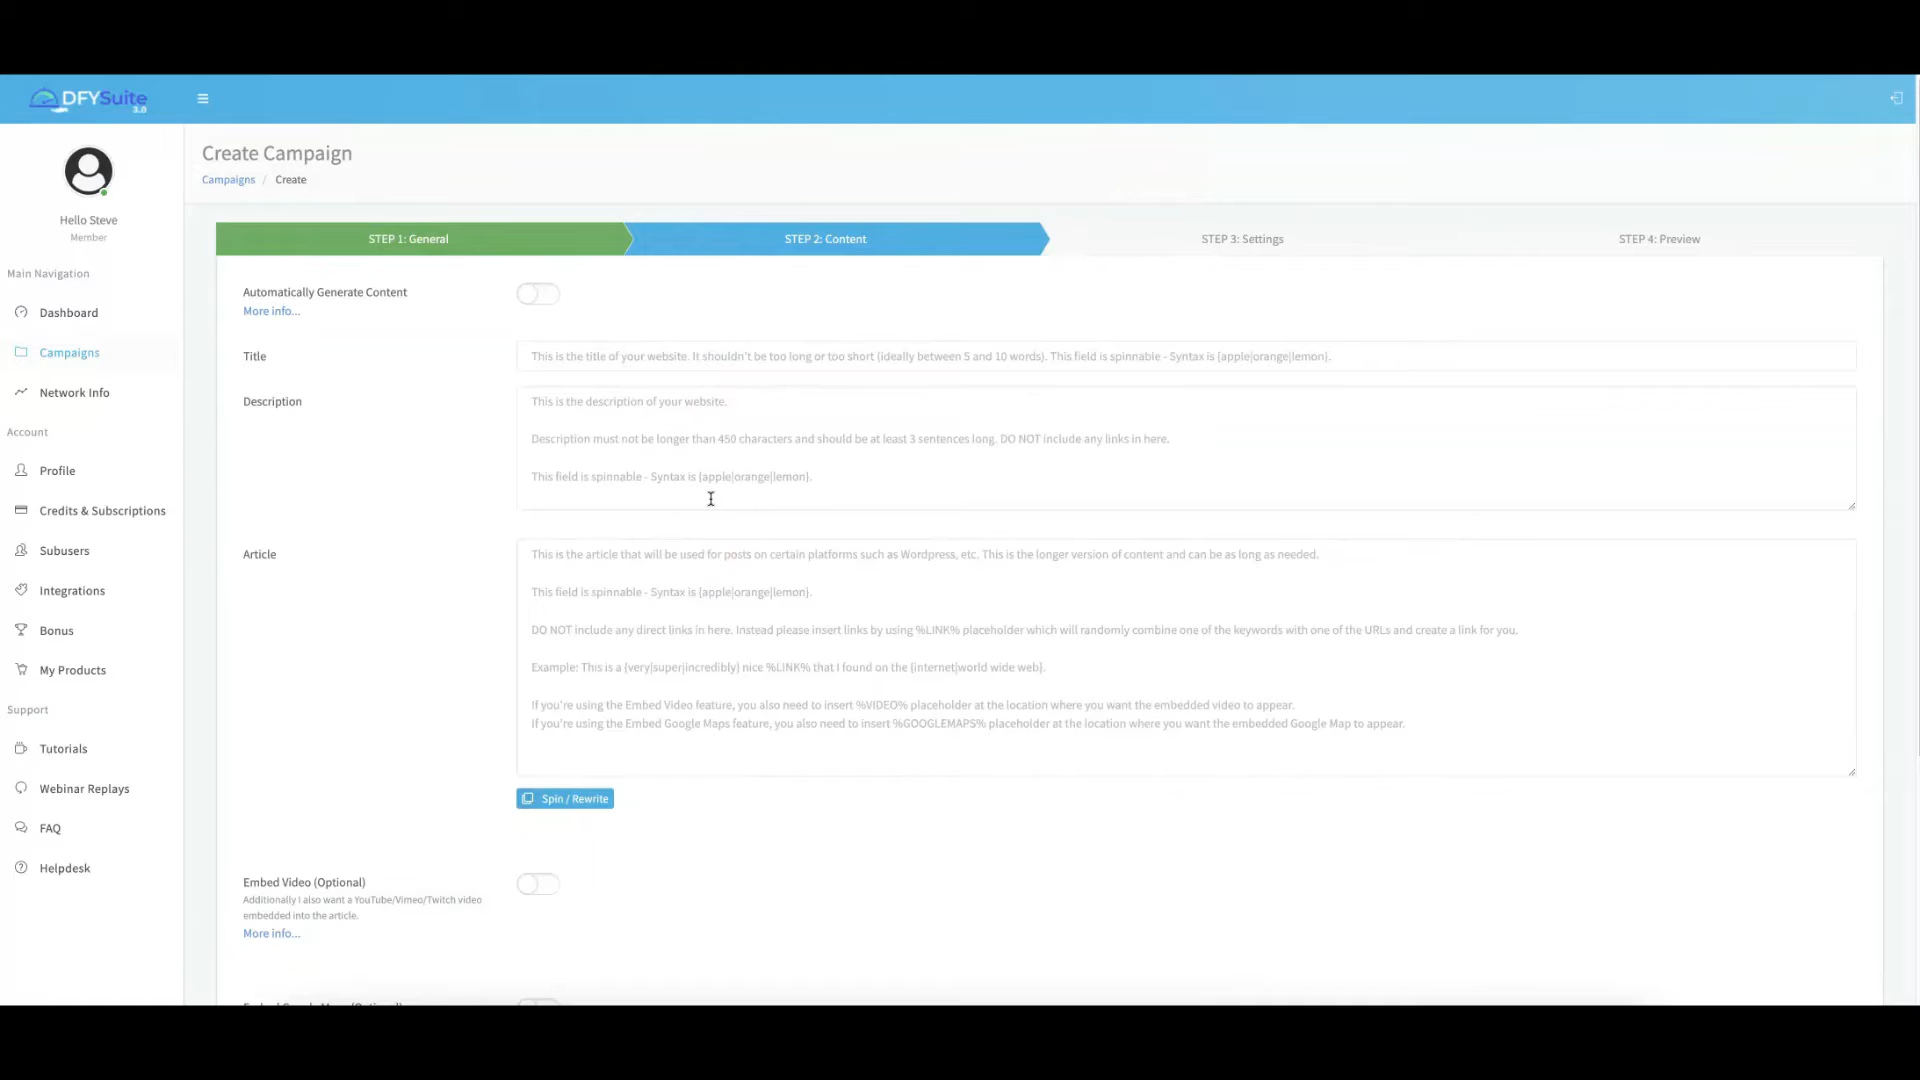 DFYSuite
3.0
Create Campaign
Campaigns / Create
Hello Steve
Member
Main Navigation
Dashboard
Campaigns
Network Info
Account
Profile
Credits & Subscriptions
Subusers
Integrations
Bonus
My Products
Support
Tutorials
Webinar Replays
FAQ
Helpdesk
STEP 1: General
STEP 2: Content
STEP 3: Settings
STEP 4: Preview
Automatically Generate Content
More info...
Title
This is the title of your website. It shouldn't be too long or too short (ideally between 5 and 10 words). This field is spinnable - Syntax is {apple|orange|lemon}.
Description
This is the description of your website.
Description must not be longer than 450 characters and should be at least 3 sentences long. DO NOT include any links in here.
This field is spinnable - Syntax is {apple|orange|lemon}.
Article
This is the article that will be used for posts on certain platforms such as Wordpress, etc. This is the longer version of content and can be as long as needed.
This field is spinnable - Syntax is {apple|orange|lemon}.
DO NOT include any direct links in here. Instead please insert links by using %LINK% placeholder which will randomly combine one of the keywords with one of the URLs and create a link for you.
Example: This is a {very|super|incredibly} nice %LINK% that I found on the {internet|world wide web}.
If you're using the Embed Video feature, you also need to insert %VIDEO% placeholder at the location where you want the embedded video to appear.
If you're using the Embed Google Maps feature, you also need to insert %GOOGLEMAPS% placeholder at the location where you want the embedded Google Map to appear.
Spin / Rewrite
Embed Video (Optional)
Additionally I also want a YouTube/Vimeo/Twitch video
embedded into the article.
More info...